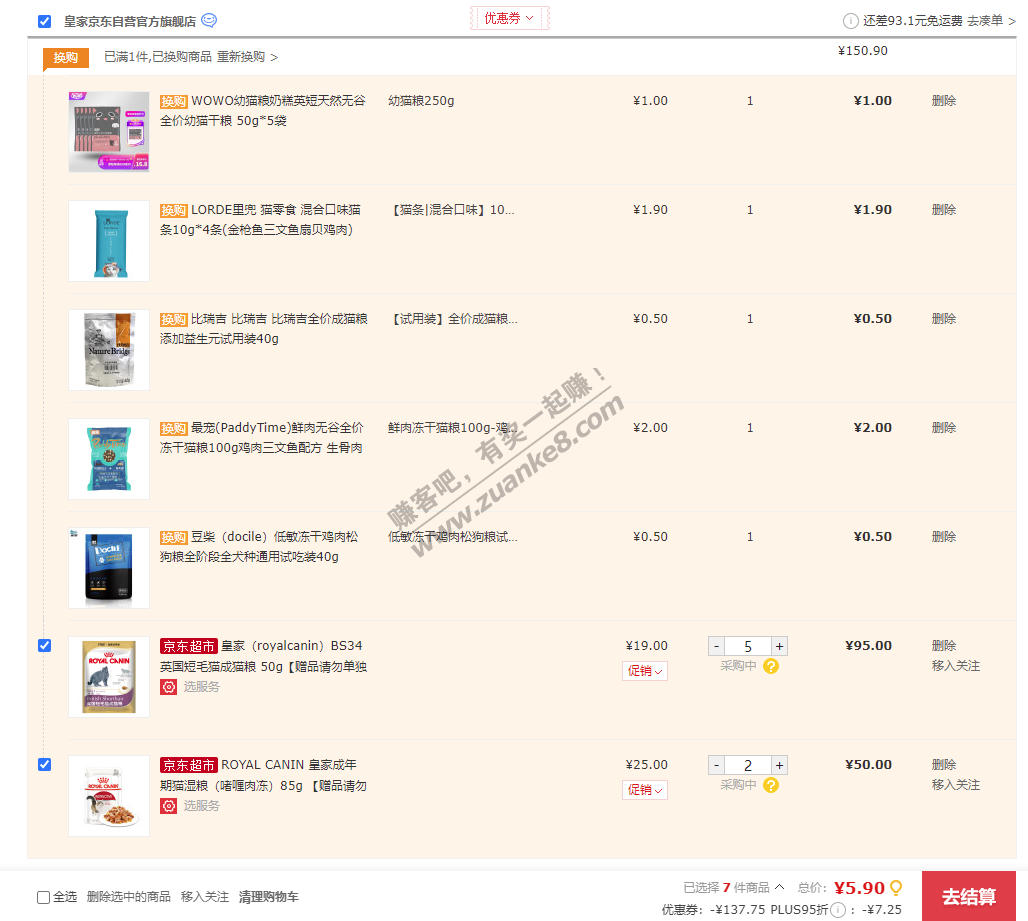 皇家京东自营官方旗舰店
优惠券
还差93.1元免运费 去凑单 >
换购 已满1件,已换购商品 重新换购 > ¥150.90
换购 WOWO幼猫粮奶糕英短天然无谷 幼猫粮250g ¥1.00 1 ¥1.00 删除
全价幼猫干粮 50g*5袋
换购 LORDE里兜 猫零食 混合口味猫 【猫条|混合口味】10... ¥1.90 1 ¥1.90 删除
条10g*4条(金枪鱼三文鱼扇贝鸡肉)
换购 比瑞吉 比瑞吉 比瑞吉全价成猫粮 【试用装】全价成猫粮... ¥0.50 1 ¥0.50 删除
添加益生元试用装40g
Nature Bridge
换购 最宠(PaddyTime)鲜肉无谷全价 鲜肉冻干猫粮100g-鸡... ¥2.00 1 ¥2.00 删除
冻干猫粮100g鸡肉三文鱼配方 生骨肉
赚客吧，有奖一起赚！
www.zuanke8.com
换购 豆柴（docile）低敏冻干鸡肉松 低敏冻干鸡肉松狗粮试... ¥0.50 1 ¥0.50 删除
狗粮全阶段全犬种通用试吃装40g
京东超市 皇家（royalcanin）BS34 ¥19.00 - 5 + ¥95.00 删除
英国短毛猫成猫粮 50g【赠品请勿单独 促销 采购中 ? 移入关注
选服务
ROYAL CANIN
京东超市 ROYAL CANIN 皇家成年 ¥25.00 - 2 + ¥50.00 删除
期猫湿粮（啫喱肉冻）85g 【赠品请勿 促销 采购中 ? 移入关注
选服务
ROYAL CANIN
全选 删除选中的商品 移入关注 清理购物车 已选择 7 件商品 总价: ¥5.90 去结算
优惠券: -¥137.75 PLUS95折 : -¥7.25